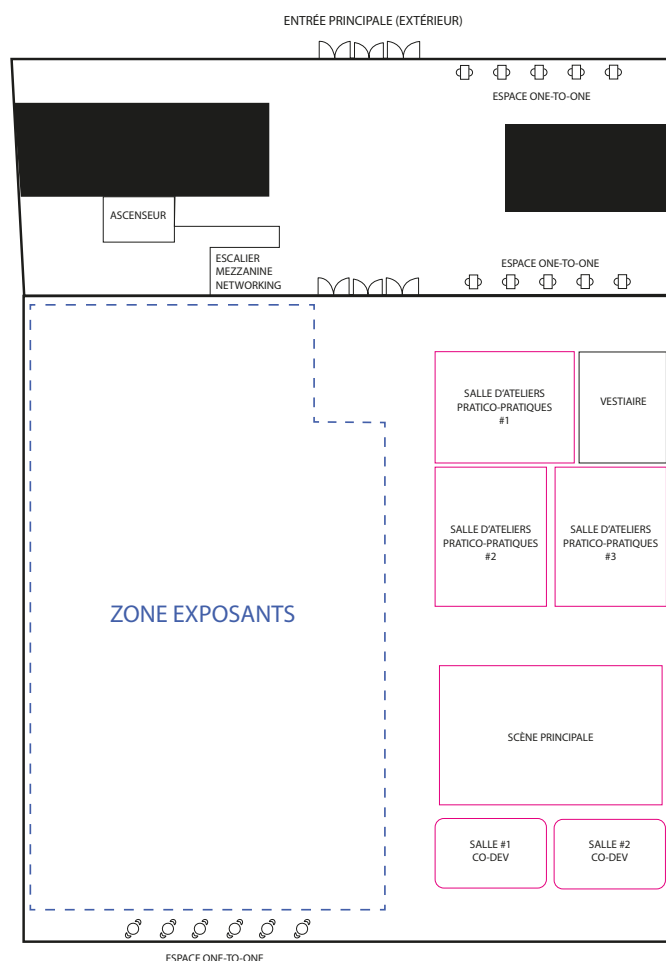 ENTRÉE PRINCIPALE (EXTÉRIEUR)
ESPACE ONE-TO-ONE
ASCENSEUR
ESCALIER
MEZZANINE
NETWORKING
ESPACE ONE-TO-ONE
SALLE D'ATELIERS
PRATICO-PRATIQUES
#1
VESTIAIRE
SALLE D'ATELIERS
PRATICO-PRATIQUES
#2
SALLE D'ATELIERS
PRATICO-PRATIQUES
#3
ZONE EXPOSANTS
SCÈNE PRINCIPALE
SALLE #1
CO-DEV
SALLE #2
CO-DEV
ESPACE ONE-TO-ONE